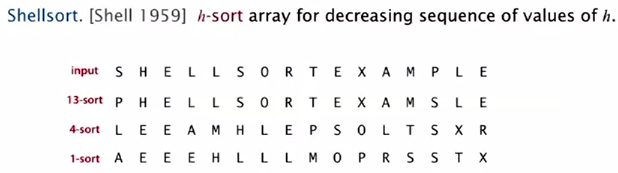 Shellsort. [Shell 1959] h-sort array for decreasing sequence of values of h.
input S H E L L S O R T E X A M P L E
13-sort P H E L L S O R T E X A M S L E
4-sort L E E A M H L E P S O L T S X R
1-sort A E E E H L L L M O P R S S T X